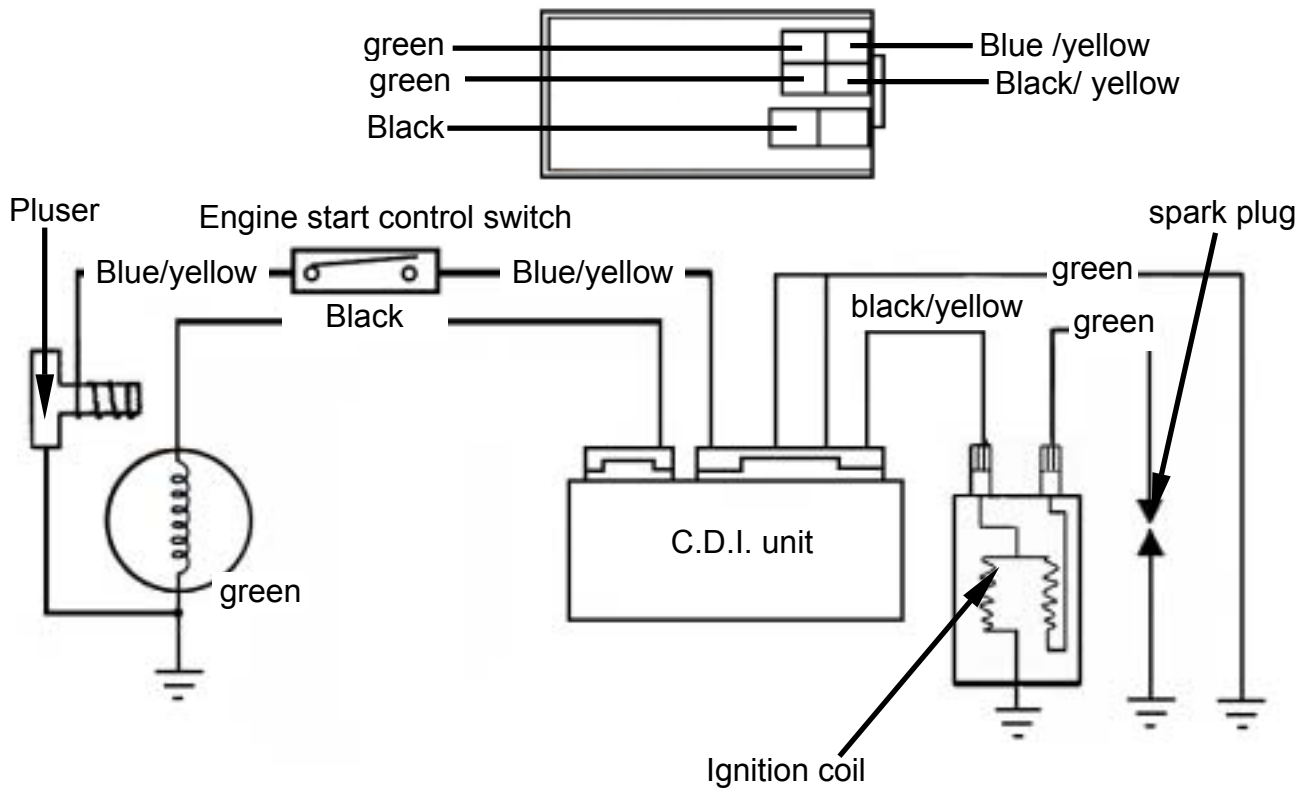 green
Blue /yellow
green
Black/ yellow
Black
Pluser
Engine start control switch
spark plug
Blue/yellow
Blue/yellow
green
Black
black/yellow
green
C.D.I. unit
green
Ignition coil